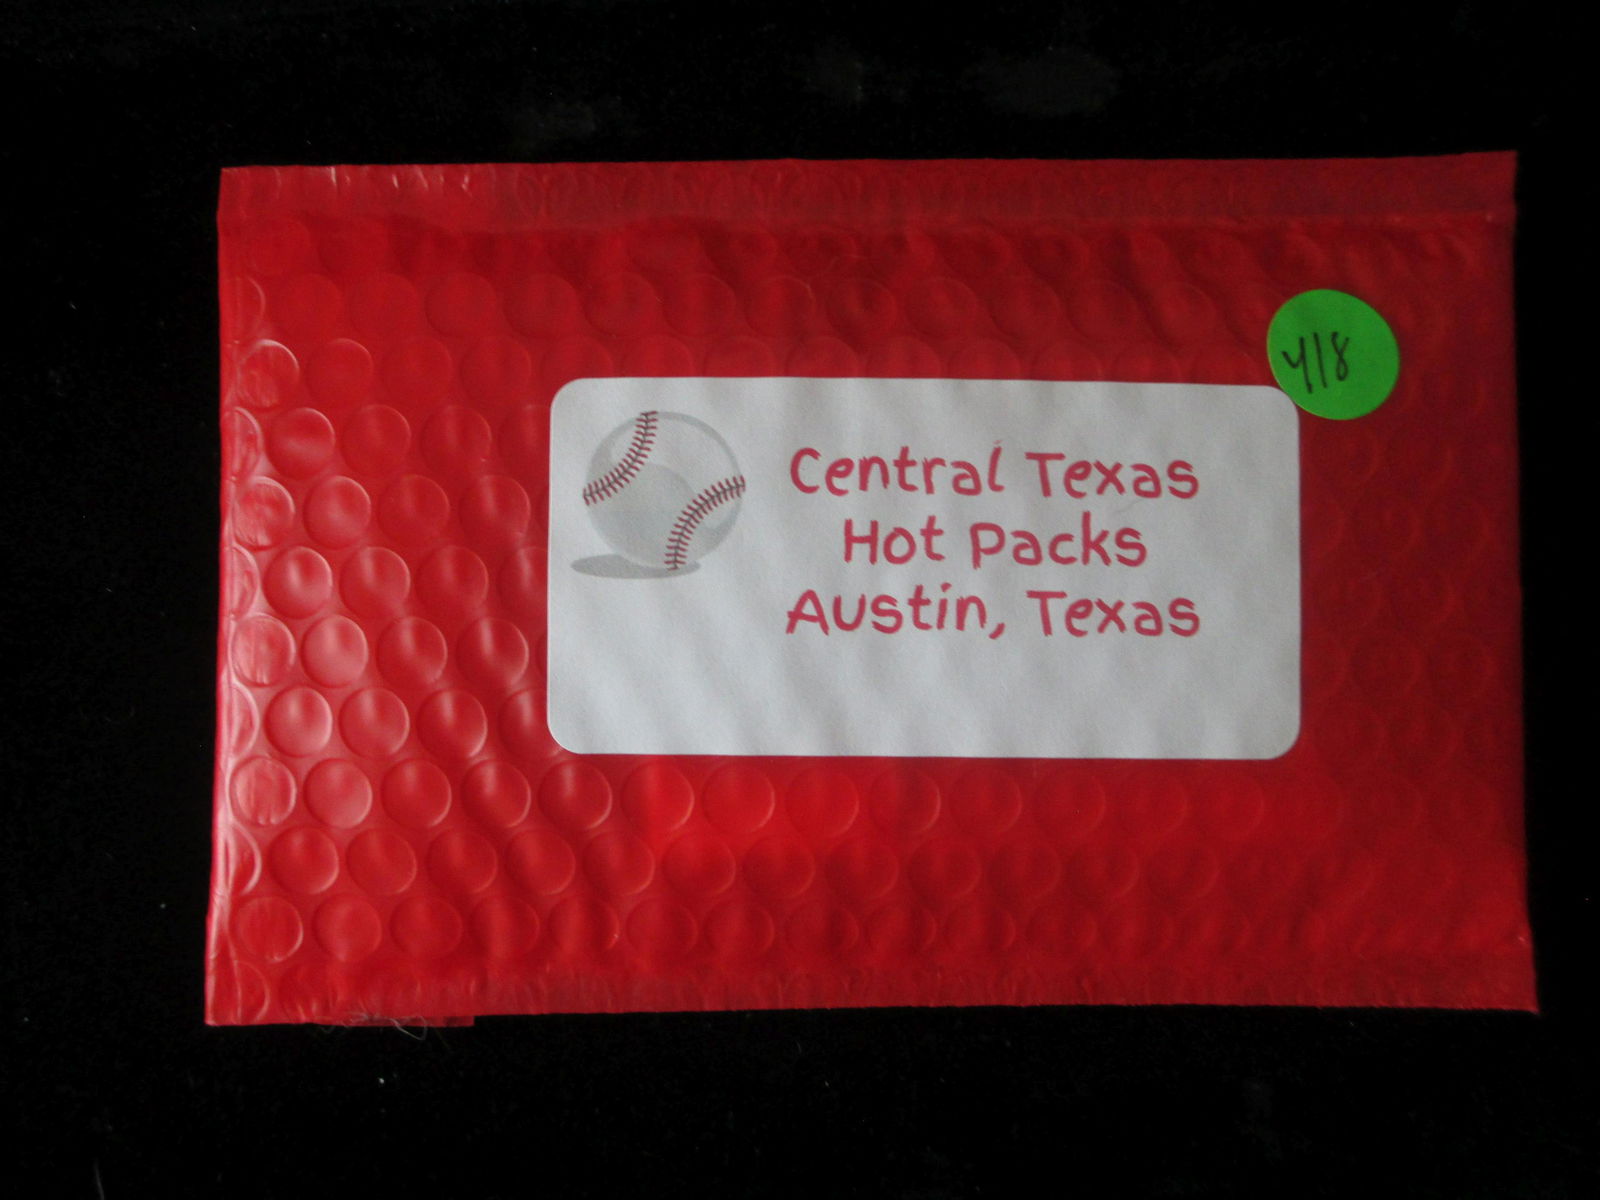 418
Central Texas
Hot Packs
Austin, Texas